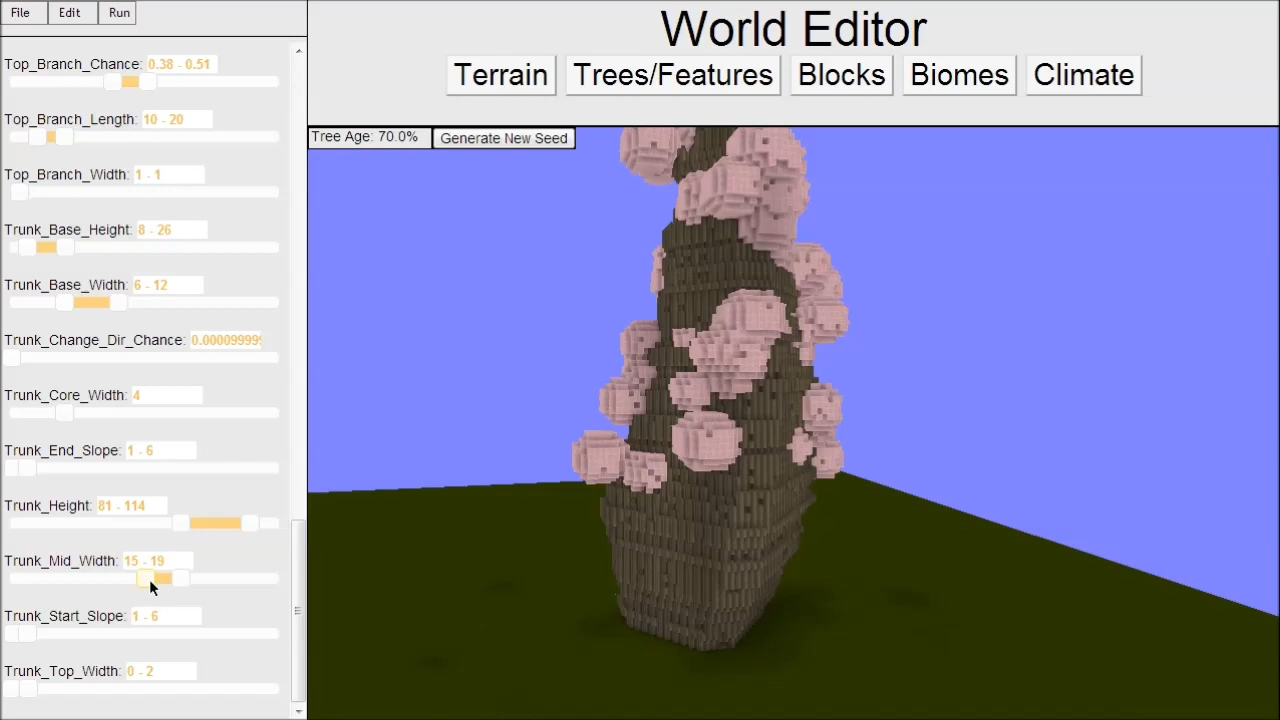 File Edit Run
World Editor
Terrain Trees/Features Blocks Biomes Climate
Tree Age: 70.0% Generate New Seed
Top_Branch_Chance: 0.38 - 0.51
Top_Branch_Length: 10 - 20
Top_Branch_Width: 1 - 1
Trunk_Base_Height: 8 - 26
Trunk_Base_Width: 6 - 12
Trunk_Change_Dir_Chance: 0.000099999
Trunk_Core_Width: 4
Trunk_End_Slope: 1 - 6
Trunk_Height: 81 - 114
Trunk_Mid_Width: 15 - 19
Trunk_Start_Slope: 1 - 6
Trunk_Top_Width: 0 - 2